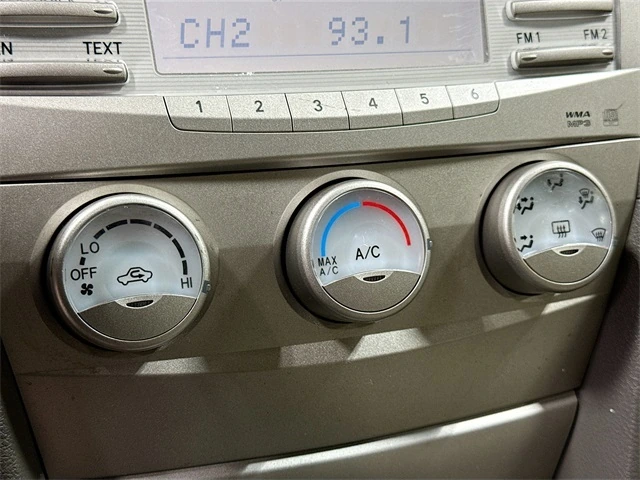 CH2 93.1
TEXT
FM1 FM2
1 2 3 4 5 6
WMA
MP3
LO
OFF
HI
MAX
A/C
A/C